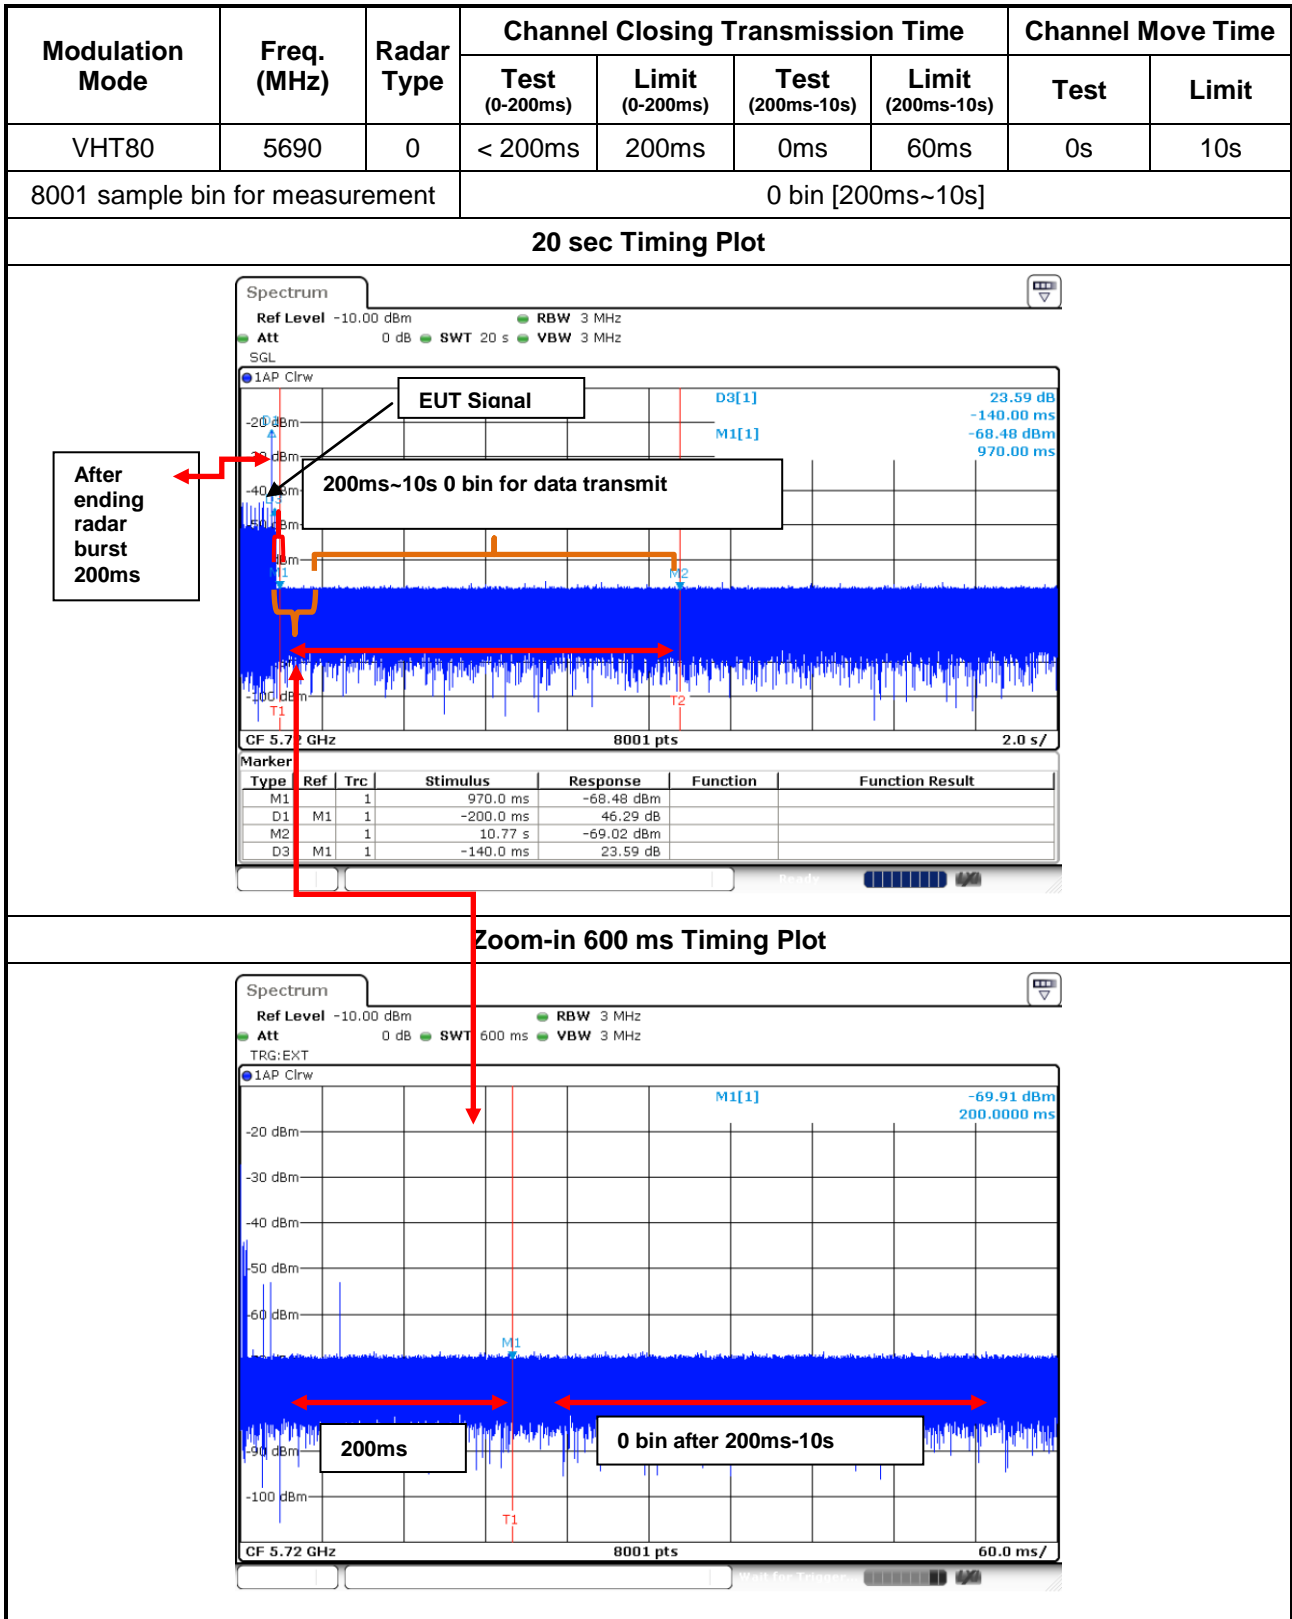 Modulation Mode | Freq. (MHz) | Radar Type | Channel Closing Transmission Time | Channel Move Time
Test (0-200ms) | Limit (0-200ms) | Test (200ms-10s) | Limit (200ms-10s) | Test | Limit
VHT80 | 5690 | 0 | < 200ms | 200ms | 0ms | 60ms | 0s | 10s
8001 sample bin for measurement | 0 bin [200ms~10s]
20 sec Timing Plot
Spectrum
Ref Level -10.00 dBm RBW 3 MHz
Att 0 dB SWT 20 s VBW 3 MHz
SGL
1AP Clrw
EUT Signal
D3[1] 23.59 dB
-140.00 ms
M1[1] -68.48 dBm
970.00 ms
-20 dBm
After
ending
radar
burst
200ms
200ms~10s 0 bin for data transmit
D3
M1
M2
-100 dBm
T1
T2
CF 5.72 GHz 8001 pts 2.0 s/
Marker
Type | Ref | Trc | Stimulus | Response | Function | Function Result
M1 | 1 | 970.0 ms | -68.48 dBm
D1 | M1 | 1 | -200.0 ms | 46.29 dB
M2 | 1 | 10.77 s | -69.02 dBm
D3 | M1 | 1 | -140.0 ms | 23.59 dB
Ready
Zoom-in 600 ms Timing Plot
Spectrum
Ref Level -10.00 dBm RBW 3 MHz
Att 0 dB SWT 600 ms VBW 3 MHz
TRG:EXT
1AP Clrw
M1[1] -69.91 dBm
200.0000 ms
-20 dBm
-30 dBm
-40 dBm
-50 dBm
-60 dBm
M1
200ms
0 bin after 200ms-10s
-90 dBm
-100 dBm
T1
CF 5.72 GHz 8001 pts 60.0 ms/
Wait for Trigger...